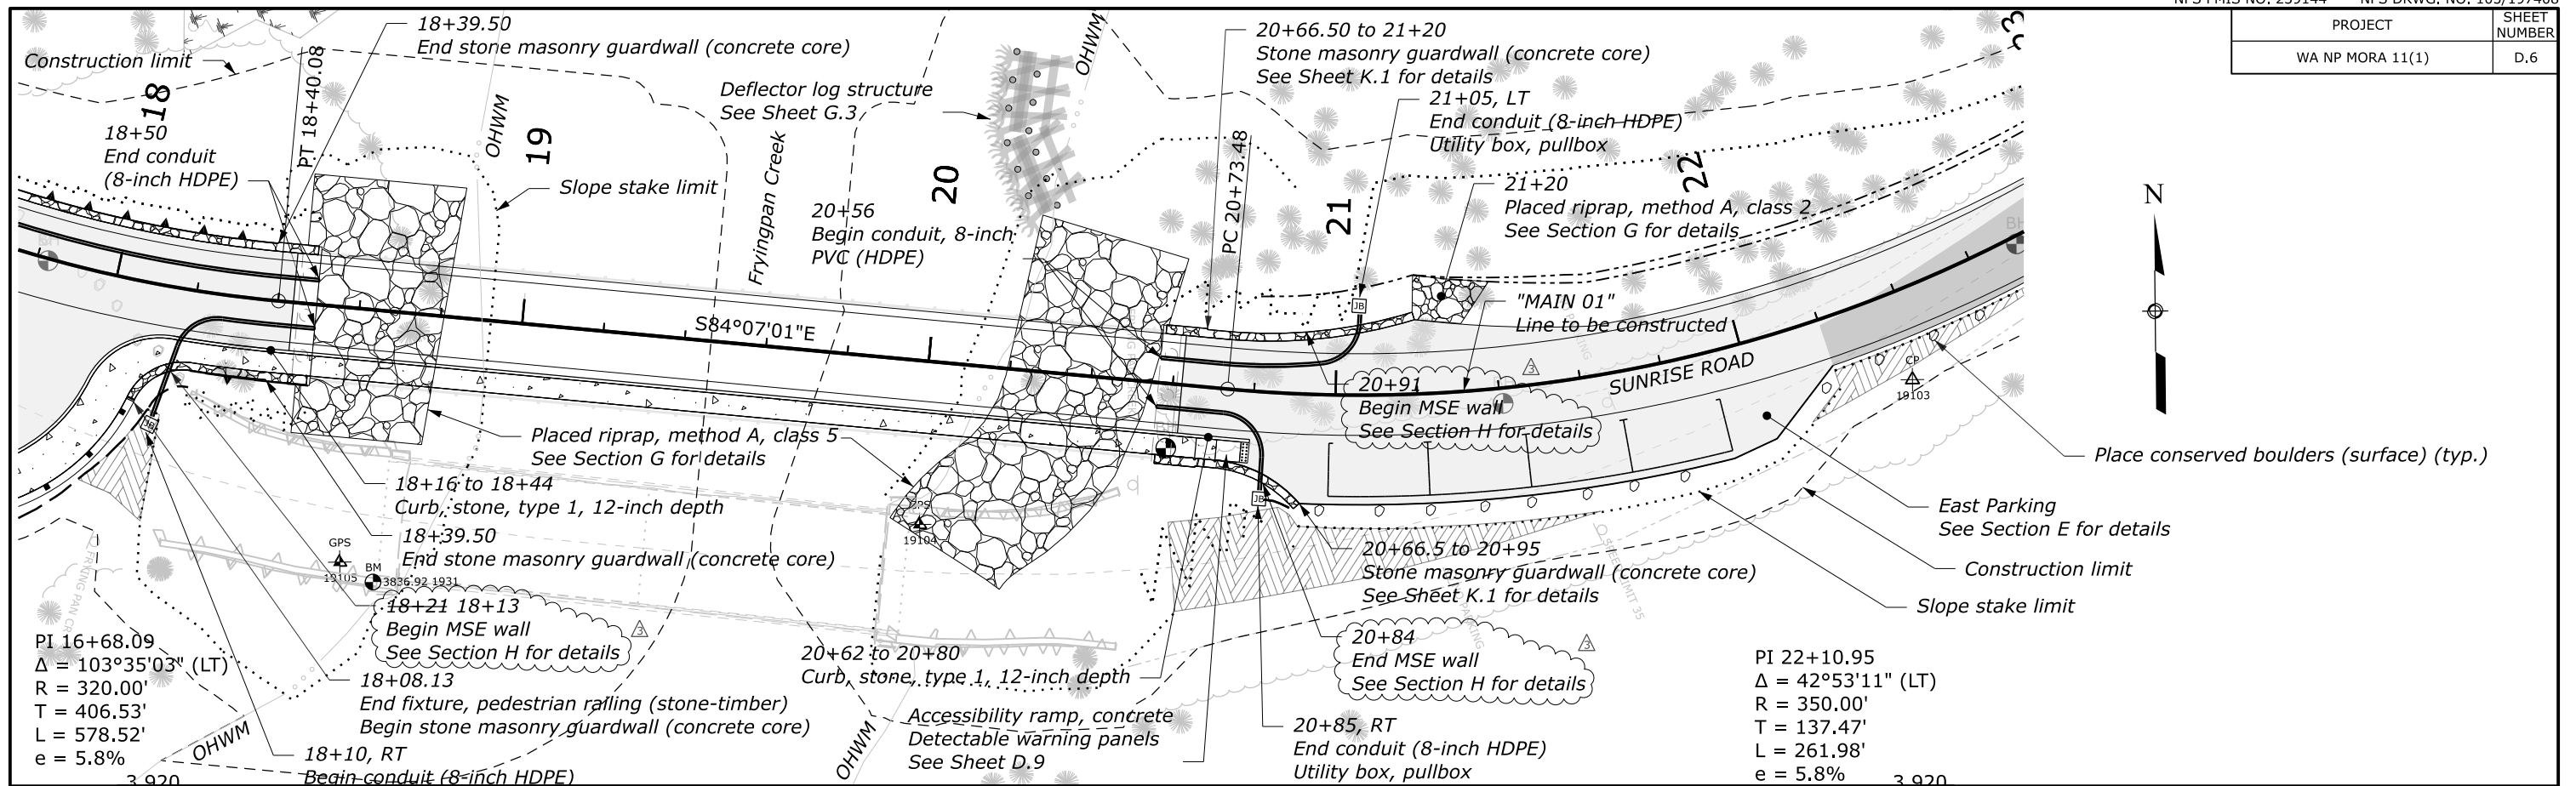 PROJECT
SHEET NUMBER
WA NP MORA 11(1)
D.6
18+39.50
End stone masonry guardwall (concrete core)
Construction limit
18
PT 18+40.08
18+50
End conduit
(8-inch HDPE)
OHWM
19
Slope stake limit
Deflector log structure
See Sheet G.3
Fryingpan Creek
20
OHWM
20+56
Begin conduit, 8-inch
PVC (HDPE)
20+66.50 to 21+20
Stone masonry guardwall (concrete core)
See Sheet K.1 for details
21+05, LT
End conduit (8-inch HDPE)
Utility box, pullbox
PC 20+73.48
21
22
21+20
Placed riprap, method A, class 2
See Section G for details
"MAIN 01"
Line to be constructed
N
S84°07'01"E
JB
SUNRISE ROAD
20+91
Begin MSE wall
See Section H for details
3
CP
19103
Place conserved boulders (surface) (typ.)
East Parking
See Section E for details
Construction limit
Slope stake limit
JB
Placed riprap, method A, class 5
See Section G for details
18+16 to 18+44
Curb, stone, type 1, 12-inch depth
18+39.50
End stone masonry guardwall (concrete core)
GPS
19105
BM
3836.92 1931
GPS
19104
JB
20+66.5 to 20+95
Stone masonry guardwall (concrete core)
See Sheet K.1 for details
SPEED LIMIT 35
18+21 18+13
Begin MSE wall
See Section H for details
3
18+08.13
End fixture, pedestrian railing (stone-timber)
Begin stone masonry guardwall (concrete core)
18+10, RT
Begin conduit (8-inch HDPE)
OHWM
PI 16+68.09
Δ = 103°35'03" (LT)
R = 320.00'
T = 406.53'
L = 578.52'
e = 5.8%
3,920
20+62 to 20+80
Curb, stone, type 1, 12-inch depth
OHWM
Accessibility ramp, concrete
Detectable warning panels
See Sheet D.9
20+84
End MSE wall
See Section H for details
3
20+85, RT
End conduit (8-inch HDPE)
Utility box, pullbox
PI 22+10.95
Δ = 42°53'11" (LT)
R = 350.00'
T = 137.47'
L = 261.98'
e = 5.8%
3,920